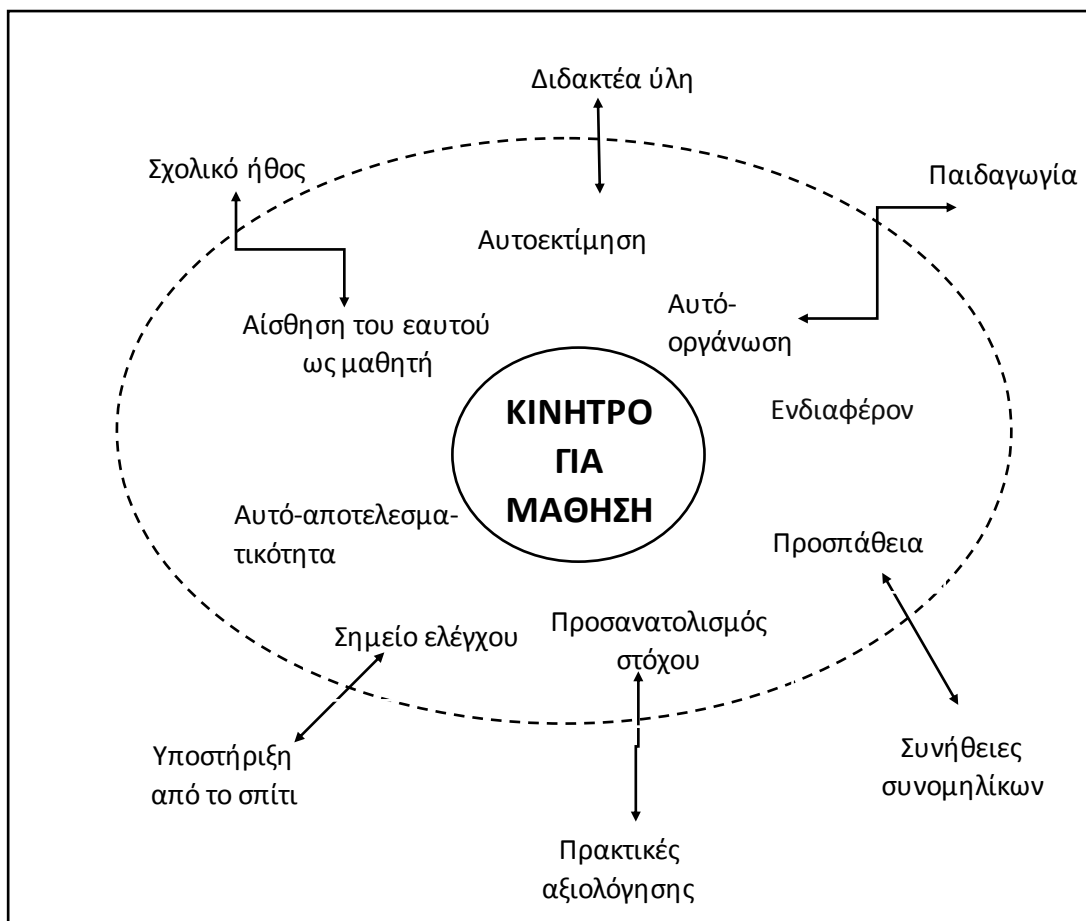 Διδακτέα ύλη
Σχολικό ήθος
Παιδαγωγία
Αυτοεκτίμηση
Αυτό-
οργάνωση
Αίσθηση του εαυτού
ως μαθητή
ΚΙΝΗΤΡΟ
ΓΙΑ
ΜΑΘΗΣΗ
Ενδιαφέρον
Αυτό-αποτελεσμα-
τικότητα
Προσπάθεια
Σημείο ελέγχου
Προσανατολισμός
στόχου
Υποστήριξη
από το σπίτι
Συνήθειες
συνομηλίκων
Πρακτικές
αξιολόγησης